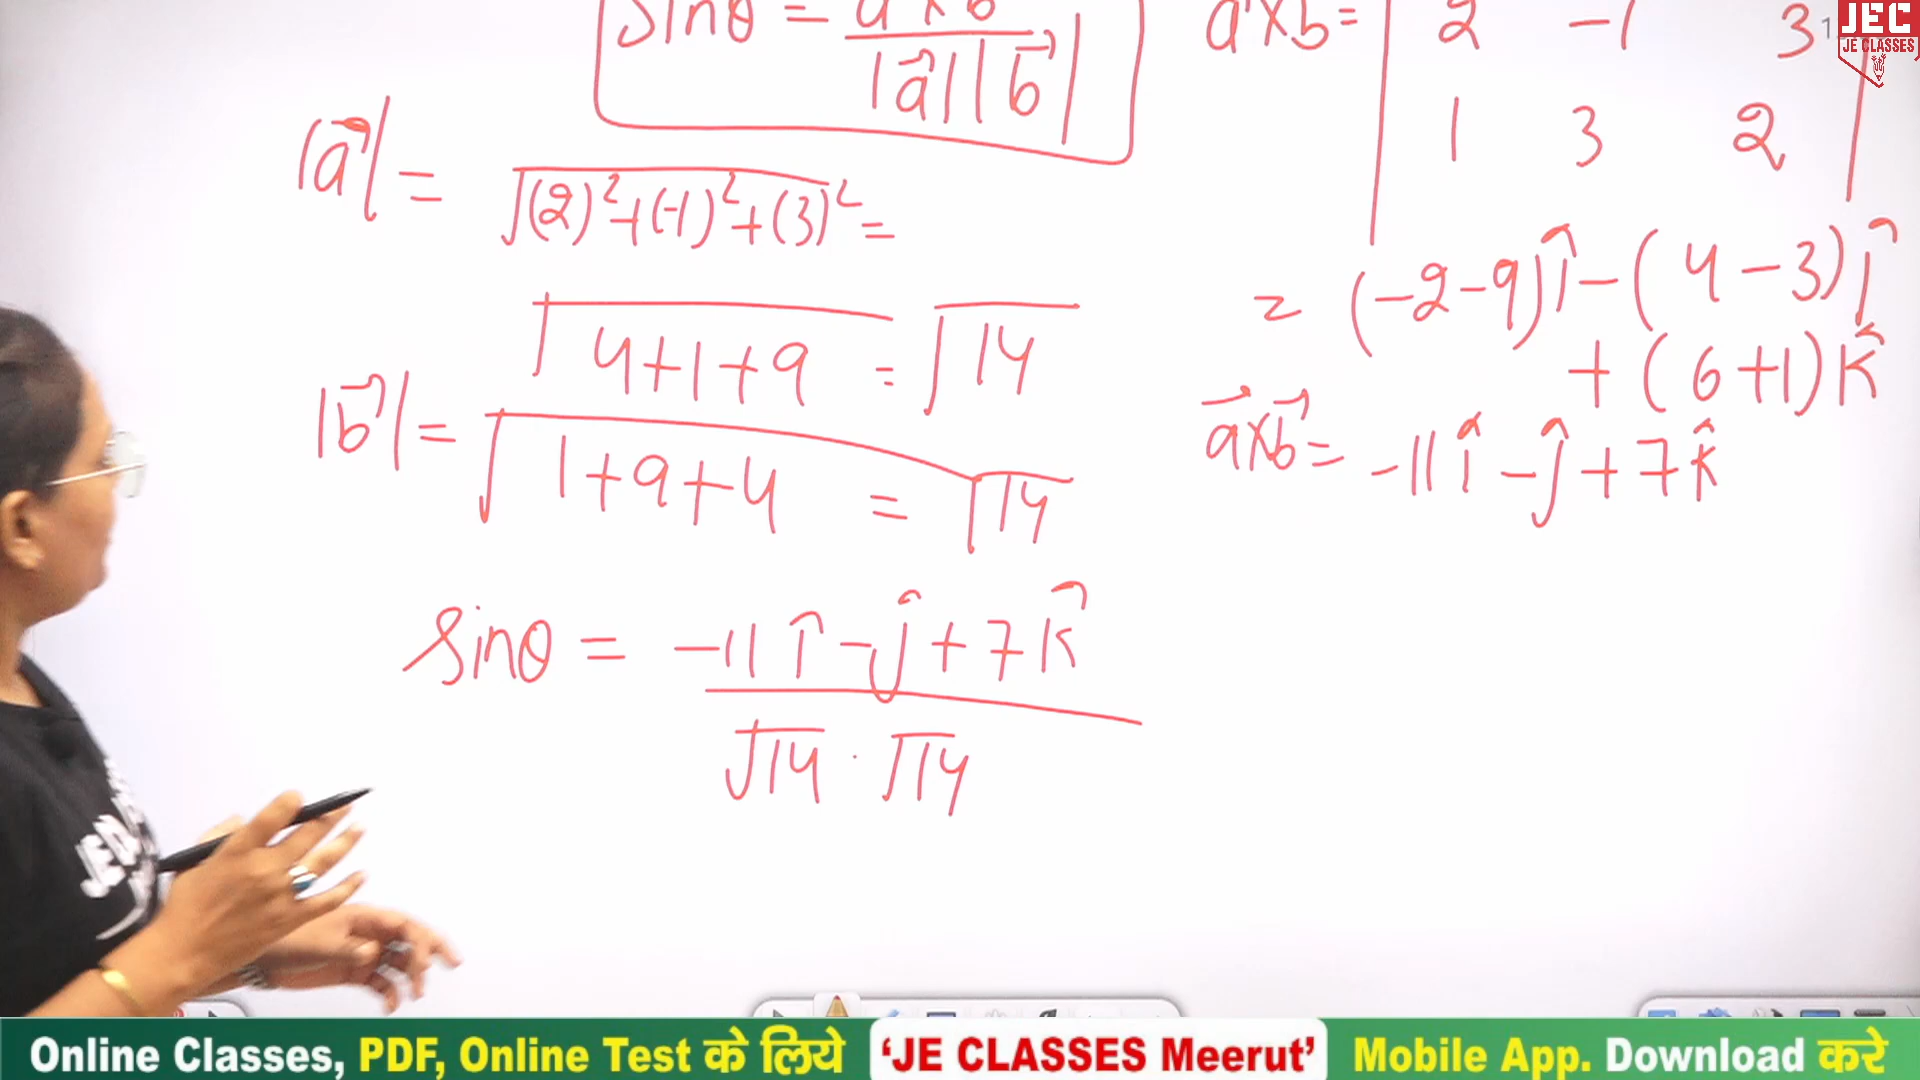 sinθ = a × b
|a⃗| |b⃗|
a × b = | 2 -1 3 |
1 3 2
|a⃗| = √(2)²+(-1)²+(3)² =
√4+1+9 = √14
|b⃗| = √1+9+4 = √14
= (-2-9)î - (4-3)ĵ
+ (6+1)k̂
a⃗×b⃗ = -11î - ĵ + 7k̂
sinθ = -11î - ĵ + 7k̂
√14 · √14
JEC
JE CLASSES
Online Classes, PDF, Online Test के लिये 'JE CLASSES Meerut' Mobile App. Download करे